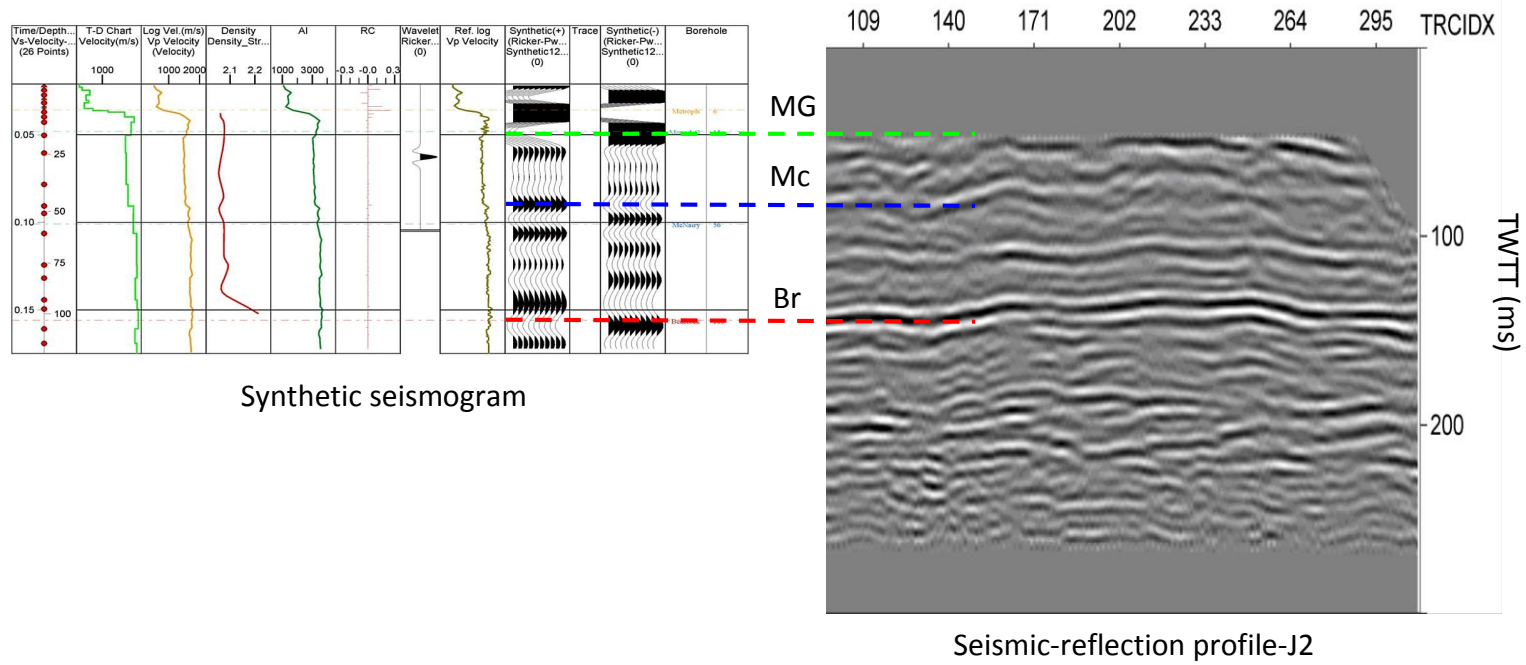 109 140 171 202 233 264 295 TRCIDX
Time/Depth...
Vs-Velocity-...
(26 Points)
T-D Chart
Velocity(m/s)
1000
Log Vel.(m/s)
Vp Velocity
(Velocity)
1000 2000
Density
Density_Str...
2.1 2.2
AI
1000 3000
RC
-0.3 -0.0 0.3
Wavelet
Ricker...
(0)
Ref. log
Vp Velocity
Synthetic(+)
(Ricker-Pw...
Synthetic12...
(0)
Trace
Synthetic(-)
(Ricker-Pw...
Synthetic12...
(0)
Borehole
0.05
25
50
0.10
75
0.15
100
6
McNairy 56
MG
Mc
Br
100
200
TWTT (ms)
Synthetic seismogram
Seismic-reflection profile-J2